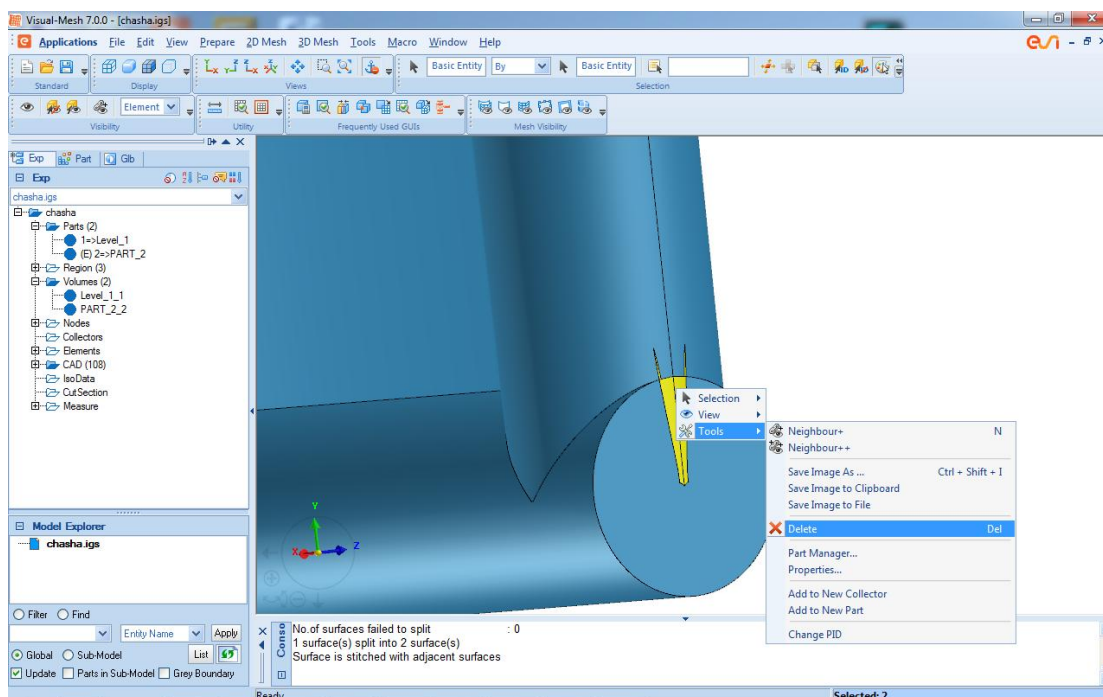 Visual-Mesh 7.0.0 - [chasha.igs]
Applications File Edit View Prepare 2D Mesh 3D Mesh Tools Macro Window Help
Basic Entity By Basic Entity
Standard Display Views Selection
Element
Visibility Utility Frequently Used GUIs Mesh Visibility
Exp Part Glb
Exp
chasha.igs
chasha
Parts (2)
1=>Level_1
(E) 2=>PART_2
Region (3)
Volumes (2)
Level_1_1
PART_2_2
Nodes
Collectors
Elements
CAD (108)
IsoData
CutSection
Measure
Model Explorer
chasha.igs
Filter Find
Entity Name Apply
Global Sub-Model List
Update Parts in Sub-Model Grey Boundary
Y
X Z
Selection
View
Tools
Neighbour+ N
Neighbour++
Save Image As ... Ctrl + Shift + I
Save Image to Clipboard
Save Image to File
Delete Del
Part Manager...
Properties...
Add to New Collector
Add to New Part
Change PID
Conso
No.of surfaces failed to split : 0
1 surface(s) split into 2 surface(s)
Surface is stitched with adjacent surfaces
Ready Selected: 2